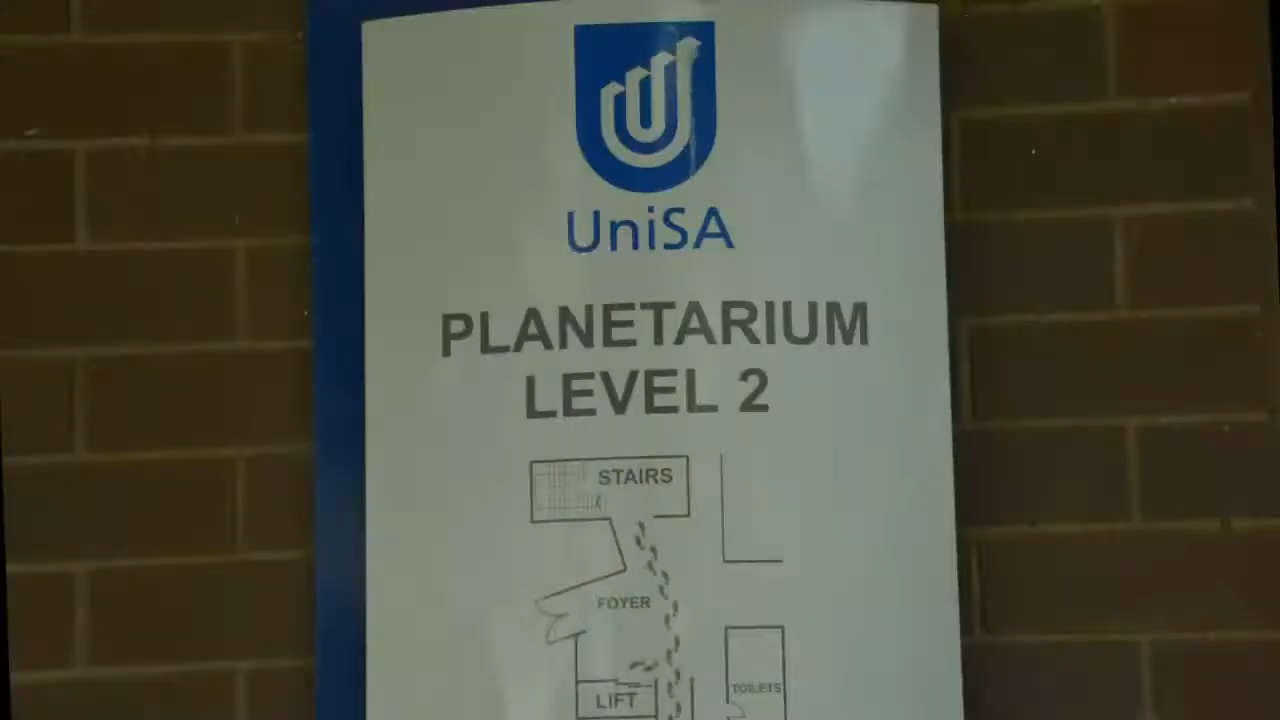 UniSA
PLANETARIUM
LEVEL 2
STAIRS
FOYER
TOILETS
LIFT